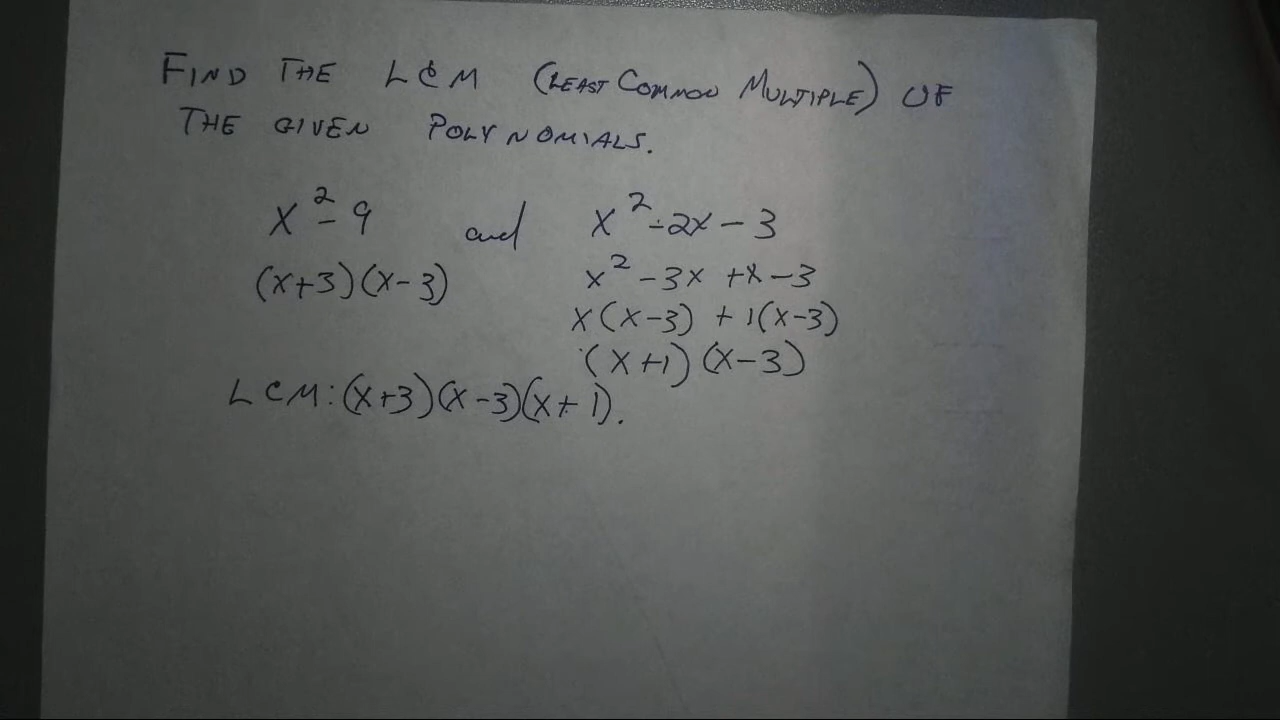 FIND THE LCM (LEAST COMMON MULTIPLE) OF
THE GIVEN POLYNOMIALS.
x² - 9 and x² - 2x - 3
(x+3)(x-3) x² - 3x + x - 3
x(x-3) + 1(x-3)
(x+1)(x-3)
LCM: (x+3)(x-3)(x+1).